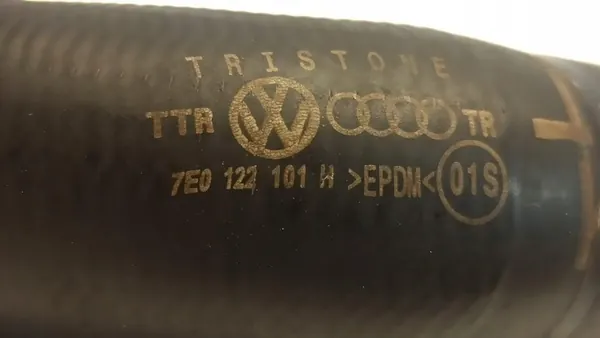 TRISTONE
TTR TR
7E0 122 101 H >EPDM< 01S